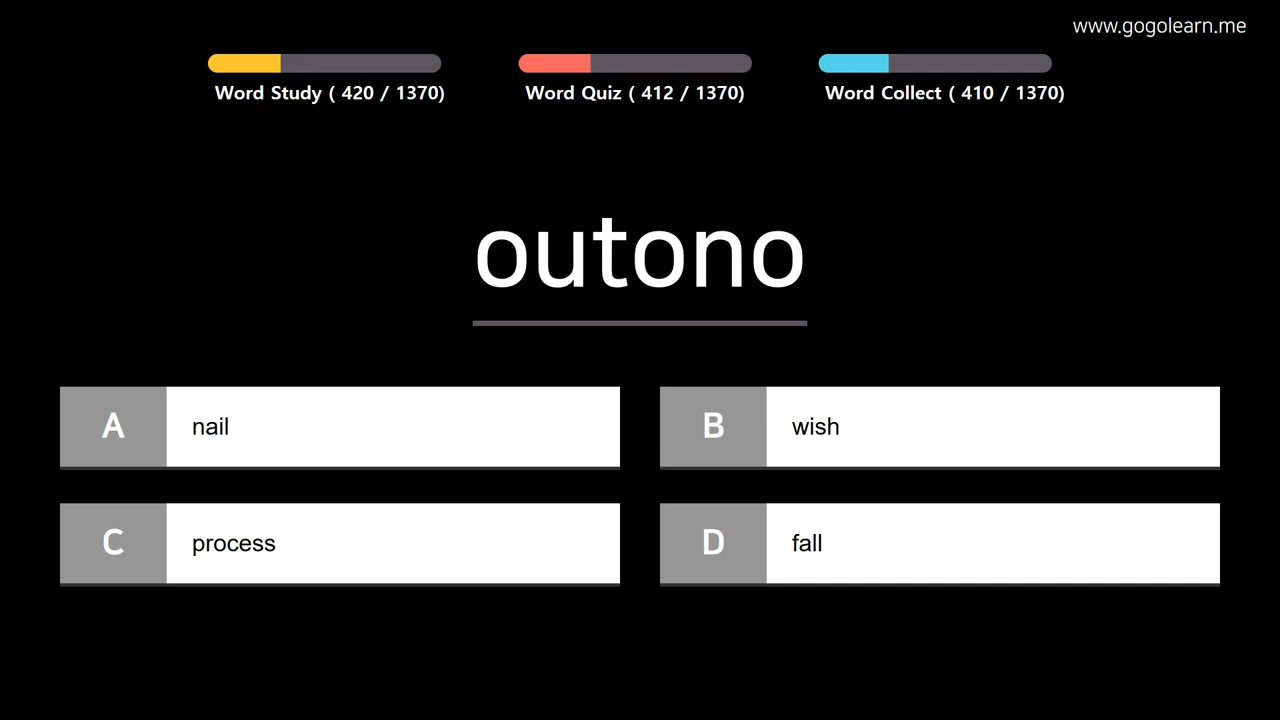 www.gogolearn.me
Word Study ( 420 / 1370)
Word Quiz ( 412 / 1370)
Word Collect ( 410 / 1370)
outono
A nail
B wish
C process
D fall